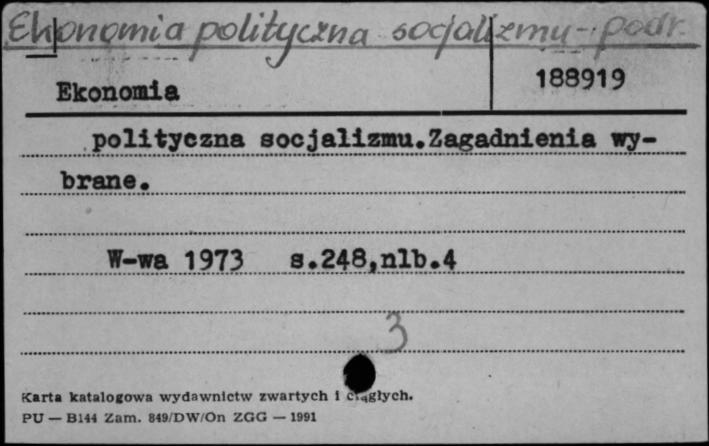 Ekonomia polityczna socjalizmu - podr.
Ekonomia
188919
polityczna socjalizmu.Zagadnienia wy-
brane.
W-wa 1973 s.248,nlb.4
3
Karta katalogowa wydawnictw zwartych i ciągłych.
PU — B144 Zam. 849/DW/On ZGG — 1991